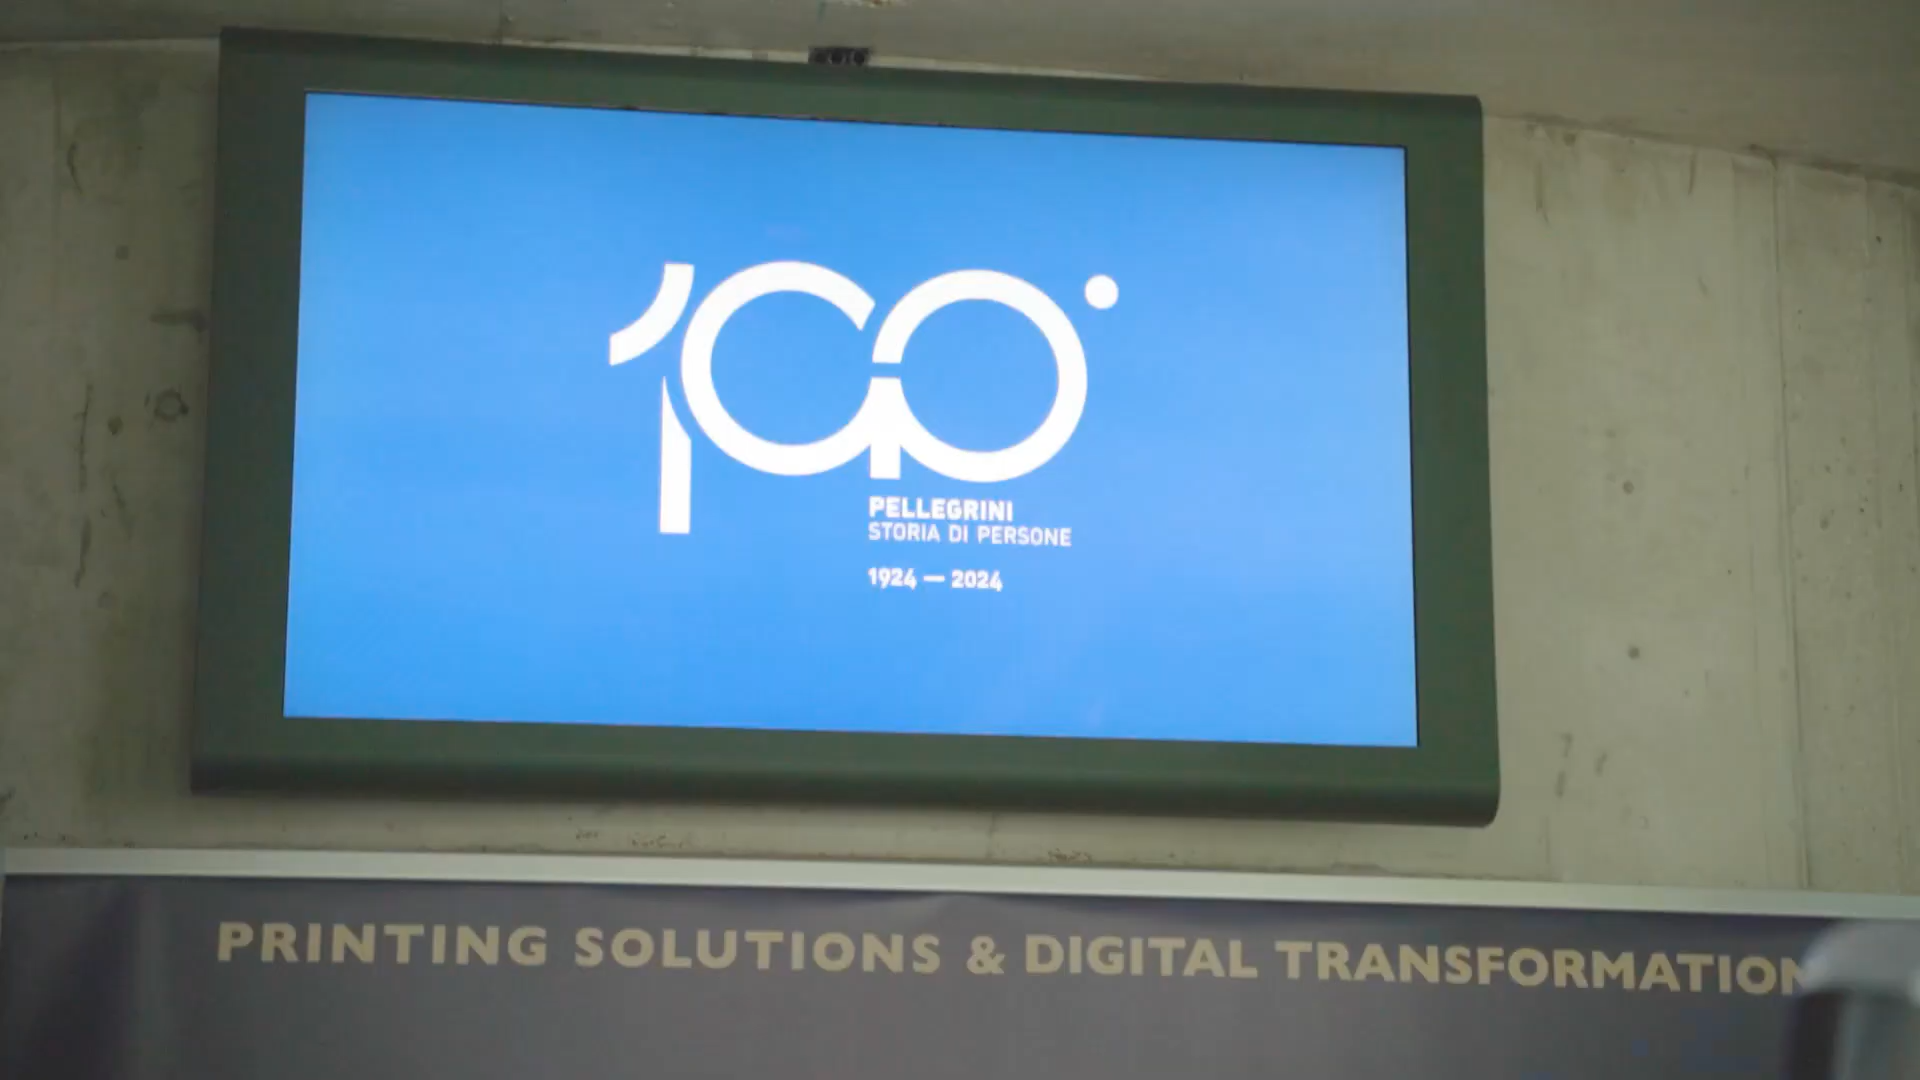 100°
PELLEGRINI
STORIA DI PERSONE
1924 — 2024
PRINTING SOLUTIONS & DIGITAL TRANSFORMATION